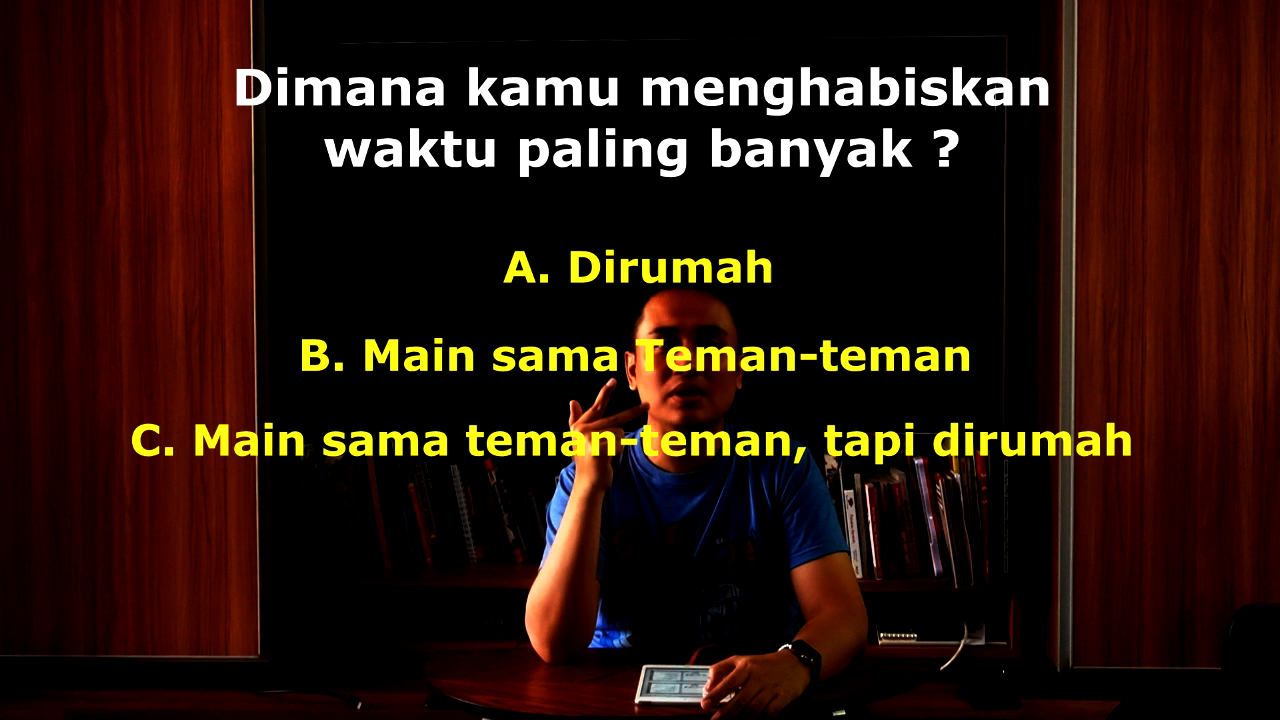 Dimana kamu menghabiskan
waktu paling banyak ?
A. Dirumah
B. Main sama Teman-teman
C. Main sama teman-teman, tapi dirumah